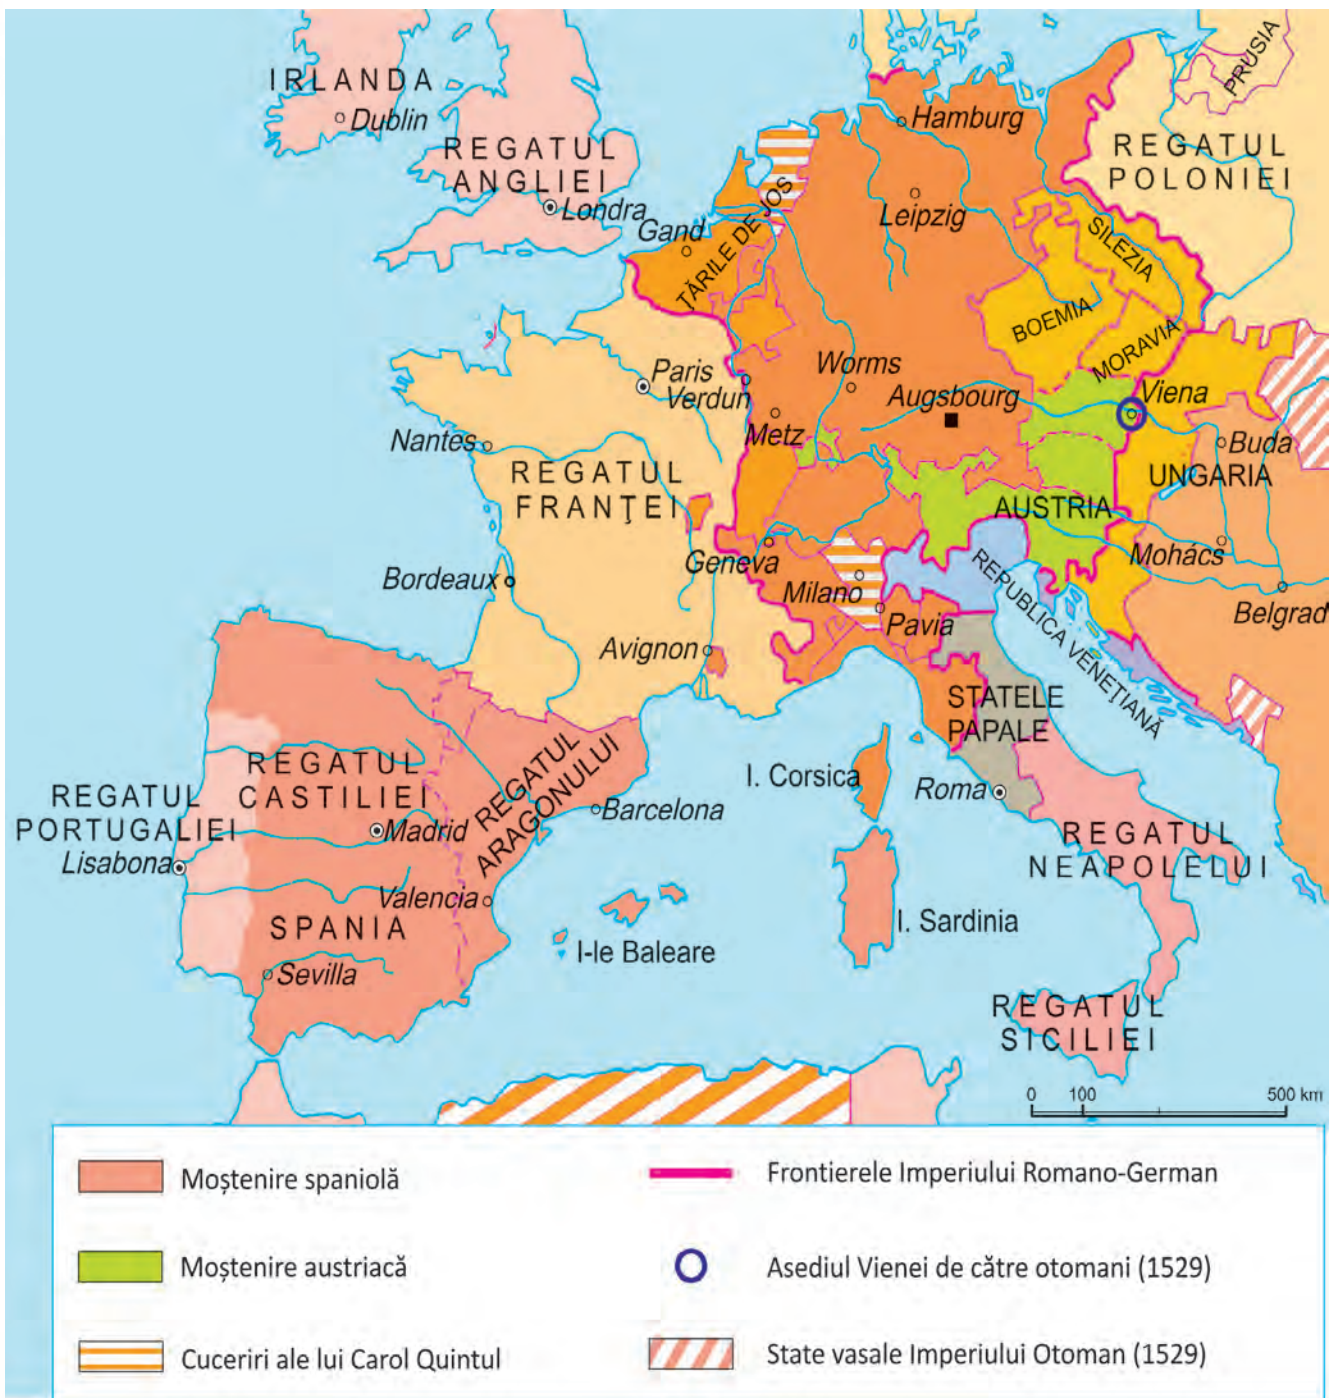 IRLANDA
Dublin
REGATUL
ANGLIEI
Londra
PRUSIA
REGATUL
POLONIEI
Hamburg
Leipzig
Gand
ŢĂRILE DE JOS
SILEZIA
BOEMIA
MORAVIA
Paris
Verdun
Worms
Augsbourg
Viena
Metz
Nantes
Buda
UNGARIA
REGATUL
FRANŢEI
AUSTRIA
Geneva
Mohács
Bordeaux
Milano
REPUBLICA VENEŢIANĂ
Belgrad
Pavia
Avignon
STATELE
PAPALE
REGATUL
CASTILIEI
REGATUL
ARAGONULUI
I. Corsica
Roma
REGATUL
PORTUGALIEI
Madrid
Barcelona
Lisabona
REGATUL
NEAPOLELUI
Valencia
SPANIA
I. Sardinia
I-le Baleare
Sevilla
REGATUL
SICILIEI
0 100 500 km
Moștenire spaniolă
Moștenire austriacă
Cuceriri ale lui Carol Quintul
Frontierele Imperiului Romano-German
Asediul Vienei de către otomani (1529)
State vasale Imperiului Otoman (1529)